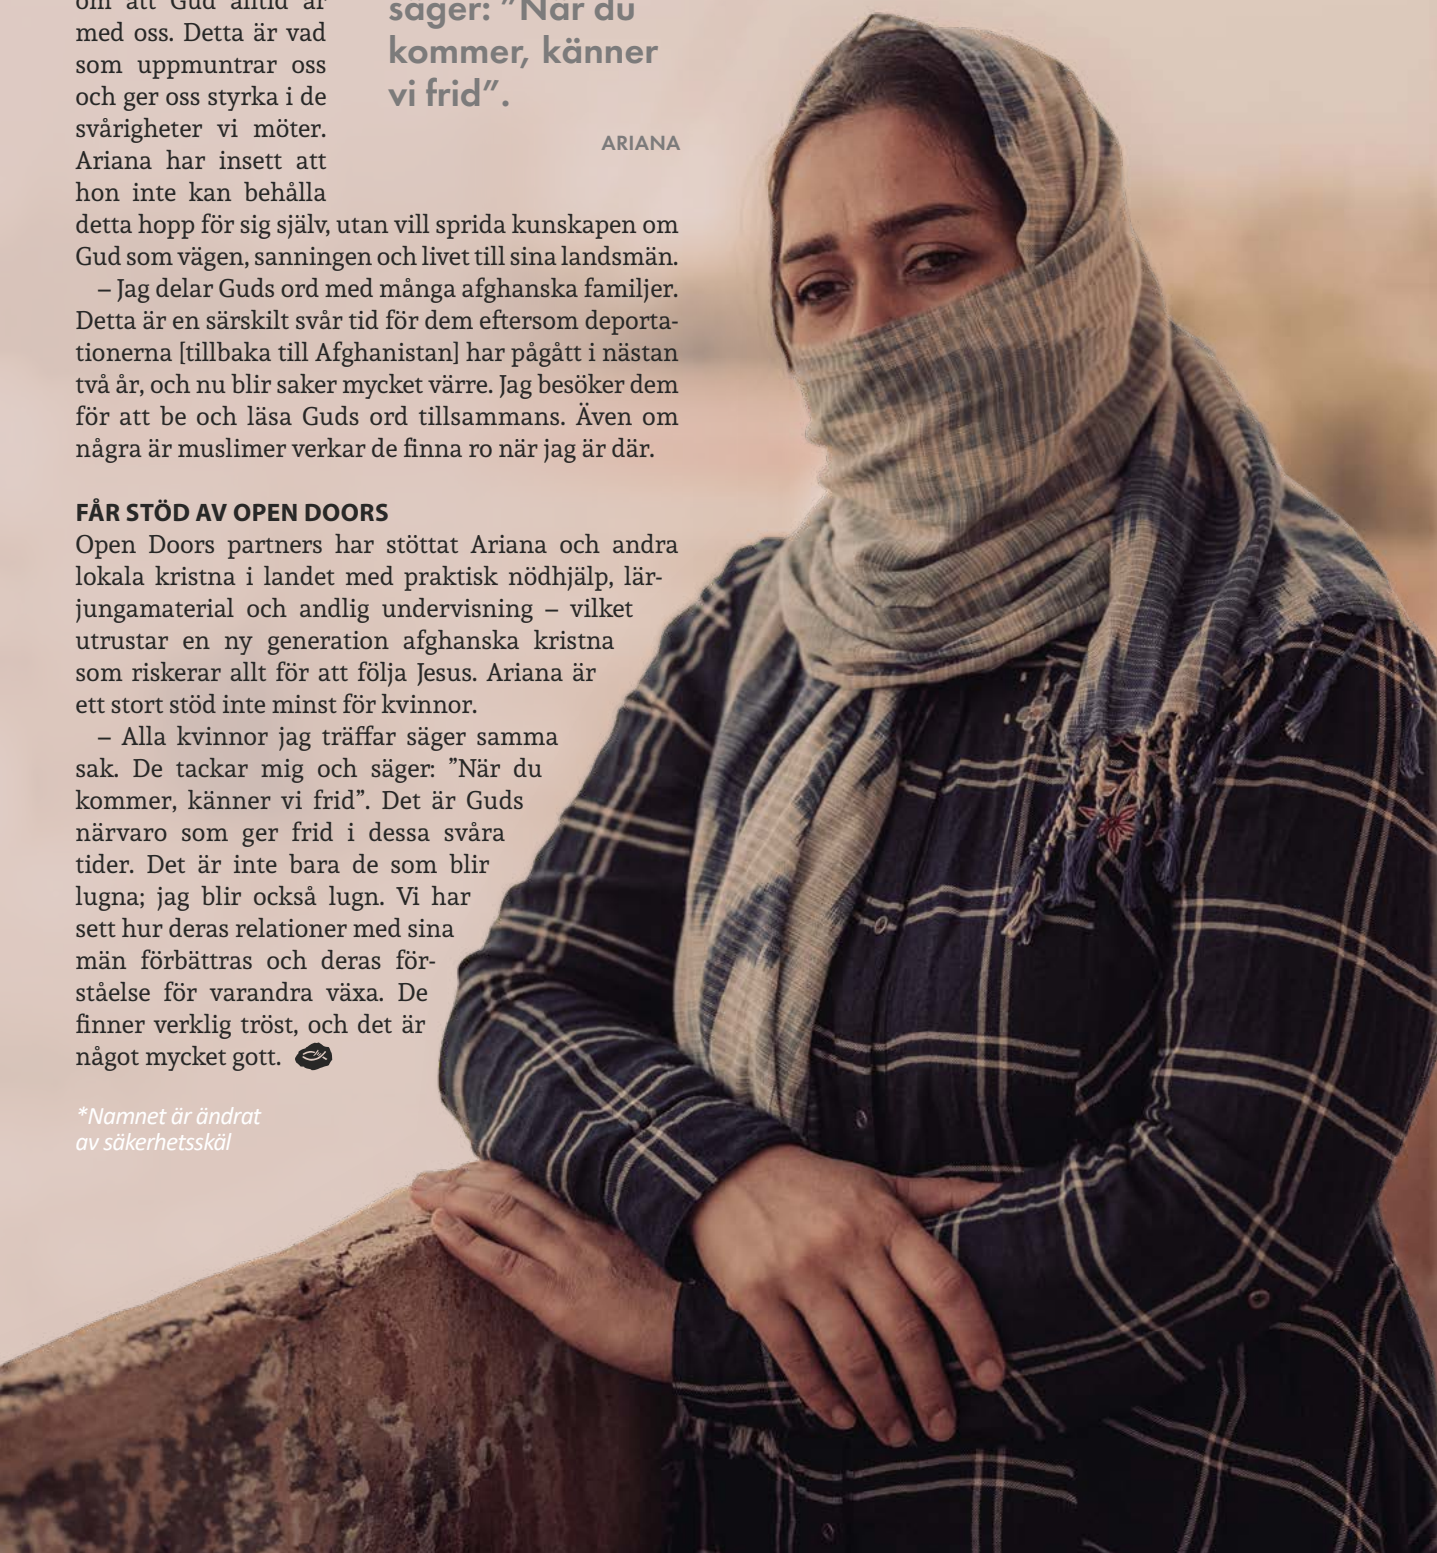 om att Gud alltid är
med oss. Detta är vad
som uppmuntrar oss
och ger oss styrka i de
svårigheter vi möter.
Ariana har insett att
hon inte kan behålla
detta hopp för sig själv, utan vill sprida kunskapen om
Gud som vägen, sanningen och livet till sina landsmän.
– Jag delar Guds ord med många afghanska familjer.
Detta är en särskilt svår tid för dem eftersom deporta-
tionerna [tillbaka till Afghanistan] har pågått i nästan
två år, och nu blir saker mycket värre. Jag besöker dem
för att be och läsa Guds ord tillsammans. Även om
några är muslimer verkar de finna ro när jag är där.
säger: ”När du
kommer, känner
vi frid”.
ARIANA
FÅR STÖD AV OPEN DOORS
Open Doors partners har stöttat Ariana och andra
lokala kristna i landet med praktisk nödhjälp, lär-
jungamaterial och andlig undervisning – vilket
utrustar en ny generation afghanska kristna
som riskerar allt för att följa Jesus. Ariana är
ett stort stöd inte minst för kvinnor.
– Alla kvinnor jag träffar säger samma
sak. De tackar mig och säger: ”När du
kommer, känner vi frid”. Det är Guds
närvaro som ger frid i dessa svåra
tider. Det är inte bara de som blir
lugna; jag blir också lugn. Vi har
sett hur deras relationer med sina
män förbättras och deras för-
ståelse för varandra växa. De
finner verklig tröst, och det är
något mycket gott.
*Namnet är ändrat
av säkerhetsskäl